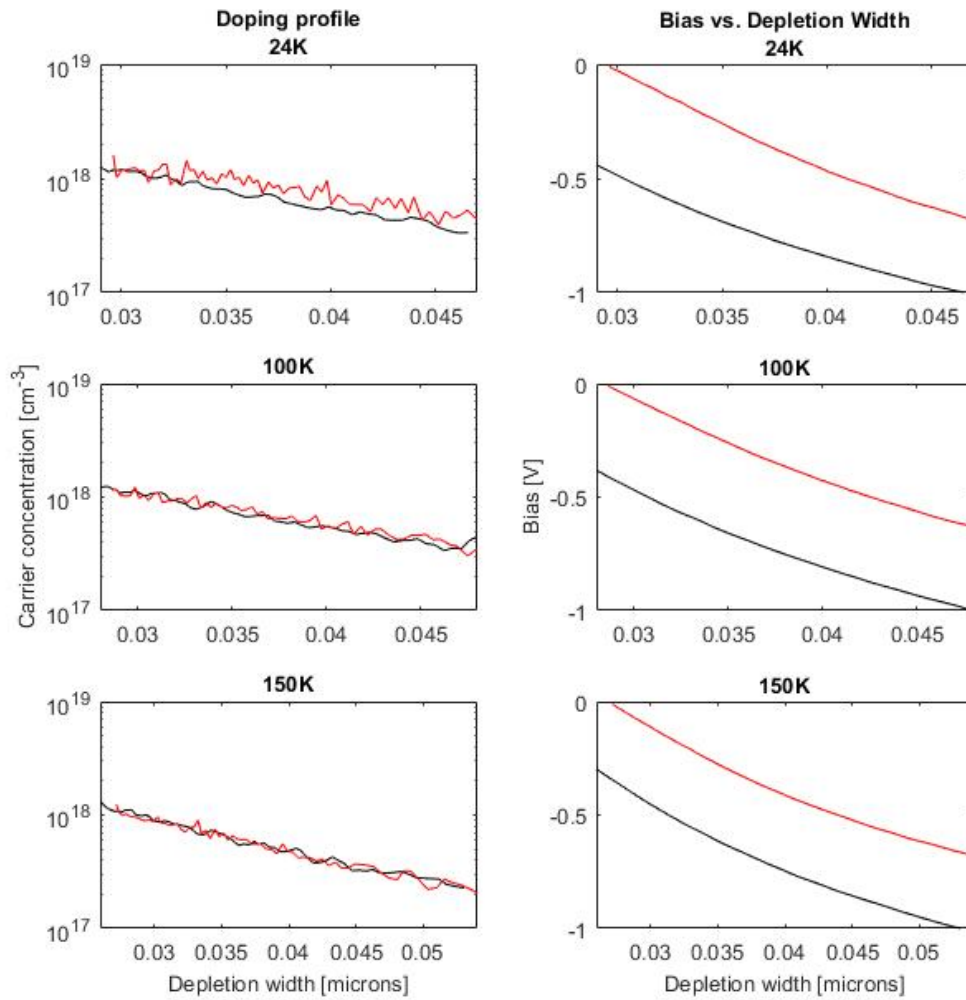 Doping profile
24K
10^19
10^18
10^17
0.03 0.035 0.04 0.045
Bias vs. Depletion Width
24K
0
-0.5
-1
0.03 0.035 0.04 0.045
100K
10^19
10^18
10^17
Carrier concentration [cm^-3]
0.03 0.035 0.04 0.045
100K
0
-0.5
-1
Bias [V]
0.03 0.035 0.04 0.045
150K
10^19
10^18
10^17
0.03 0.035 0.04 0.045 0.05
Depletion width [microns]
150K
0
-0.5
-1
0.03 0.035 0.04 0.045 0.05
Depletion width [microns]